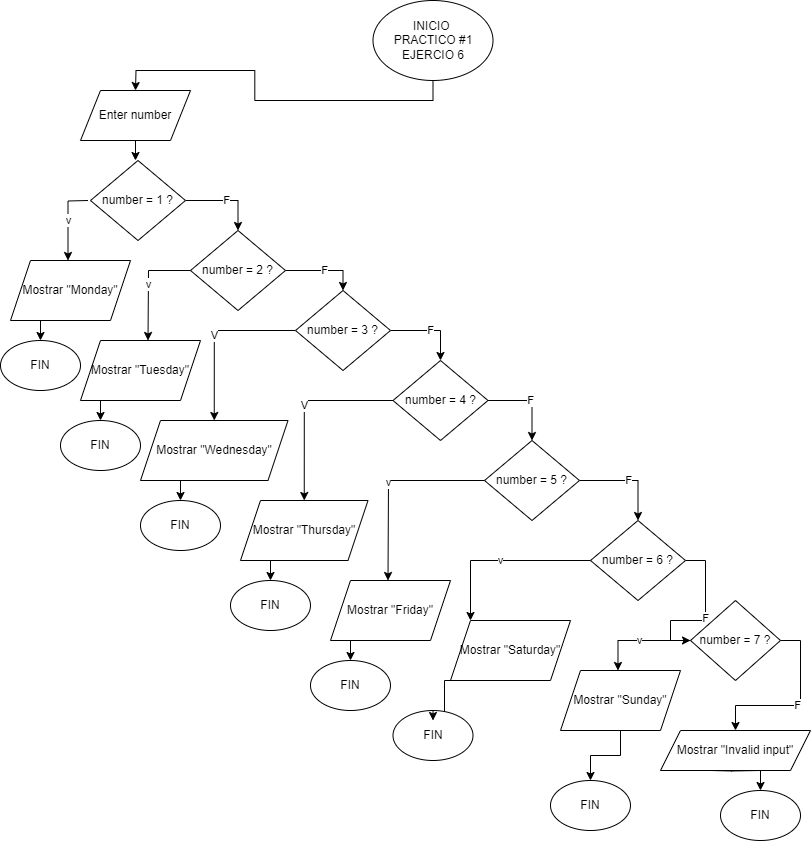 INICIO
PRACTICO #1
EJERCIO 6
Enter number
number = 1 ?
v
F
Mostrar "Monday"
FIN
number = 2 ?
v
F
Mostrar "Tuesday"
FIN
number = 3 ?
V
F
Mostrar "Wednesday"
FIN
number = 4 ?
V
F
Mostrar "Thursday"
FIN
number = 5 ?
v
F
Mostrar "Friday"
FIN
number = 6 ?
v
F
Mostrar "Saturday"
FIN
number = 7 ?
v
F
Mostrar "Sunday"
FIN
Mostrar "Invalid input"
FIN